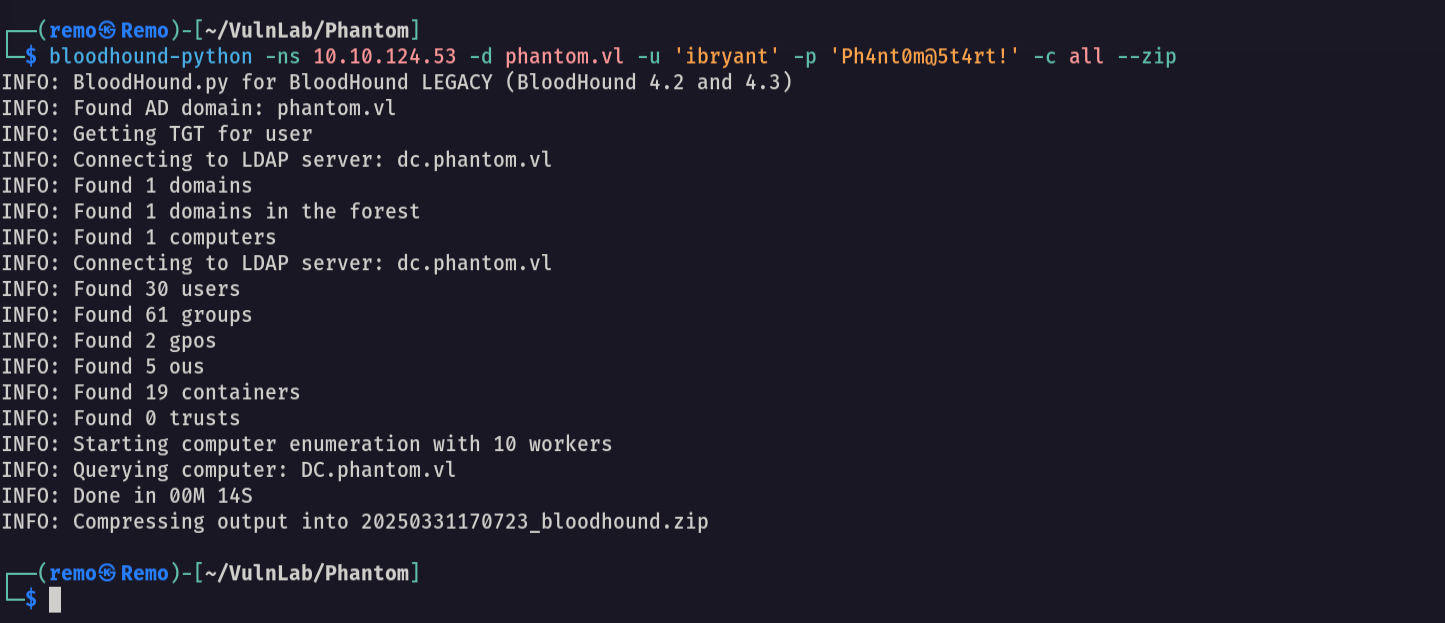 ┌──(remo㉿Remo)-[~/VulnLab/Phantom]
└─$ bloodhound-python -ns 10.10.124.53 -d phantom.vl -u 'ibryant' -p 'Ph4nt0m@5t4rt!' -c all --zip
INFO: BloodHound.py for BloodHound LEGACY (BloodHound 4.2 and 4.3)
INFO: Found AD domain: phantom.vl
INFO: Getting TGT for user
INFO: Connecting to LDAP server: dc.phantom.vl
INFO: Found 1 domains
INFO: Found 1 domains in the forest
INFO: Found 1 computers
INFO: Connecting to LDAP server: dc.phantom.vl
INFO: Found 30 users
INFO: Found 61 groups
INFO: Found 2 gpos
INFO: Found 5 ous
INFO: Found 19 containers
INFO: Found 0 trusts
INFO: Starting computer enumeration with 10 workers
INFO: Querying computer: DC.phantom.vl
INFO: Done in 00M 14S
INFO: Compressing output into 20250331170723_bloodhound.zip
┌──(remo㉿Remo)-[~/VulnLab/Phantom]
└─$